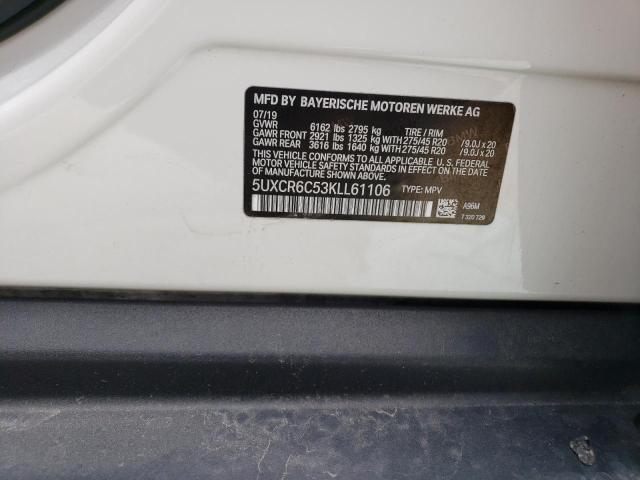 MFD BY BAYERISCHE MOTOREN WERKE AG
07/19
GVWR 6162 lbs 2795 kg TIRE / RIM
GAWR FRONT 2921 lbs 1325 kg WITH 275/45 R20 / 9.0J x 20
GAWR REAR 3616 lbs 1640 kg WITH 275/45 R20 / 9.0J x 20
THIS VEHICLE CONFORMS TO ALL APPLICABLE U.S. FEDERAL
MOTOR VEHICLE SAFETY STANDARDS IN EFFECT ON THE
DATE OF MANUFACTURE SHOWN ABOVE.
5UXCR6C53KLL61106 TYPE: MPV
A96M
7 320 729